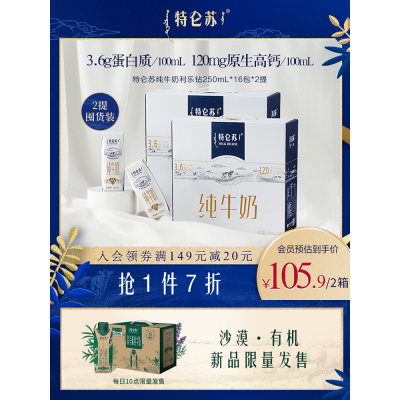 特仑苏
3.6g蛋白质/100mL 120mg原生高钙/100mL
特仑苏纯牛奶利乐钻250mL*16包*2提
2提
囤货装
特仑苏
3.6
120
纯牛奶
入会领券满149元减20元
抢1件7折
会员预估到手价
¥105.9/2箱
沙漠·有机
新品限量发售
每日10点限量发售